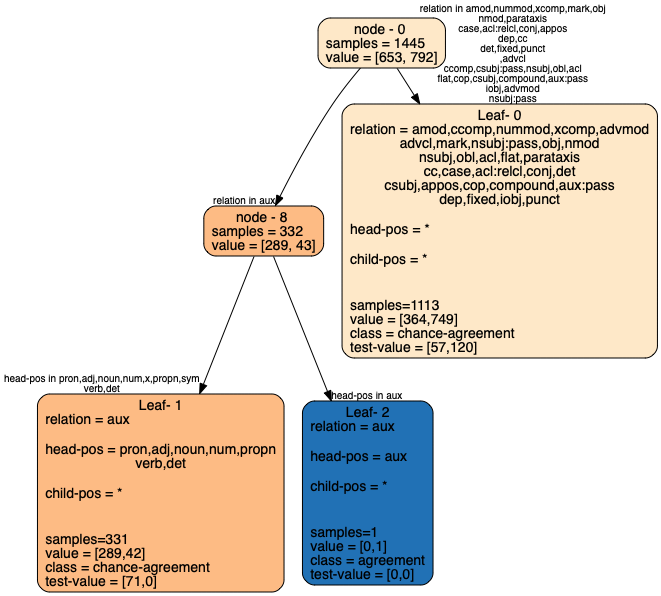 relation in amod,nummod,xcomp,mark,obj
nmod,parataxis
case,acl:relcl,conj,appos
dep,cc
det,fixed,punct
,advcl
ccomp,csubj:pass,nsubj,obl,acl
flat,cop,csubj,compound,aux:pass
iobj,advmod
nsubj:pass
node - 0
samples = 1445
value = [653, 792]
Leaf- 0
relation = amod,ccomp,nummod,xcomp,advmod
advcl,mark,nsubj:pass,obj,nmod
nsubj,obl,acl,flat,parataxis
cc,case,acl:relcl,conj,det
csubj,appos,cop,compound,aux:pass
dep,fixed,iobj,punct
head-pos = *
child-pos = *
samples=1113
value = [364,749]
class = chance-agreement
test-value = [57,120]
relation in aux
node - 8
samples = 332
value = [289, 43]
head-pos in pron,adj,noun,num,x,propn,sym
verb,det
Leaf- 1
relation = aux
head-pos = pron,adj,noun,num,propn
verb,det
child-pos = *
samples=331
value = [289,42]
class = chance-agreement
test-value = [71,0]
head-pos in aux
Leaf- 2
relation = aux
head-pos = aux
child-pos = *
samples=1
value = [0,1]
class = agreement
test-value = [0,0]